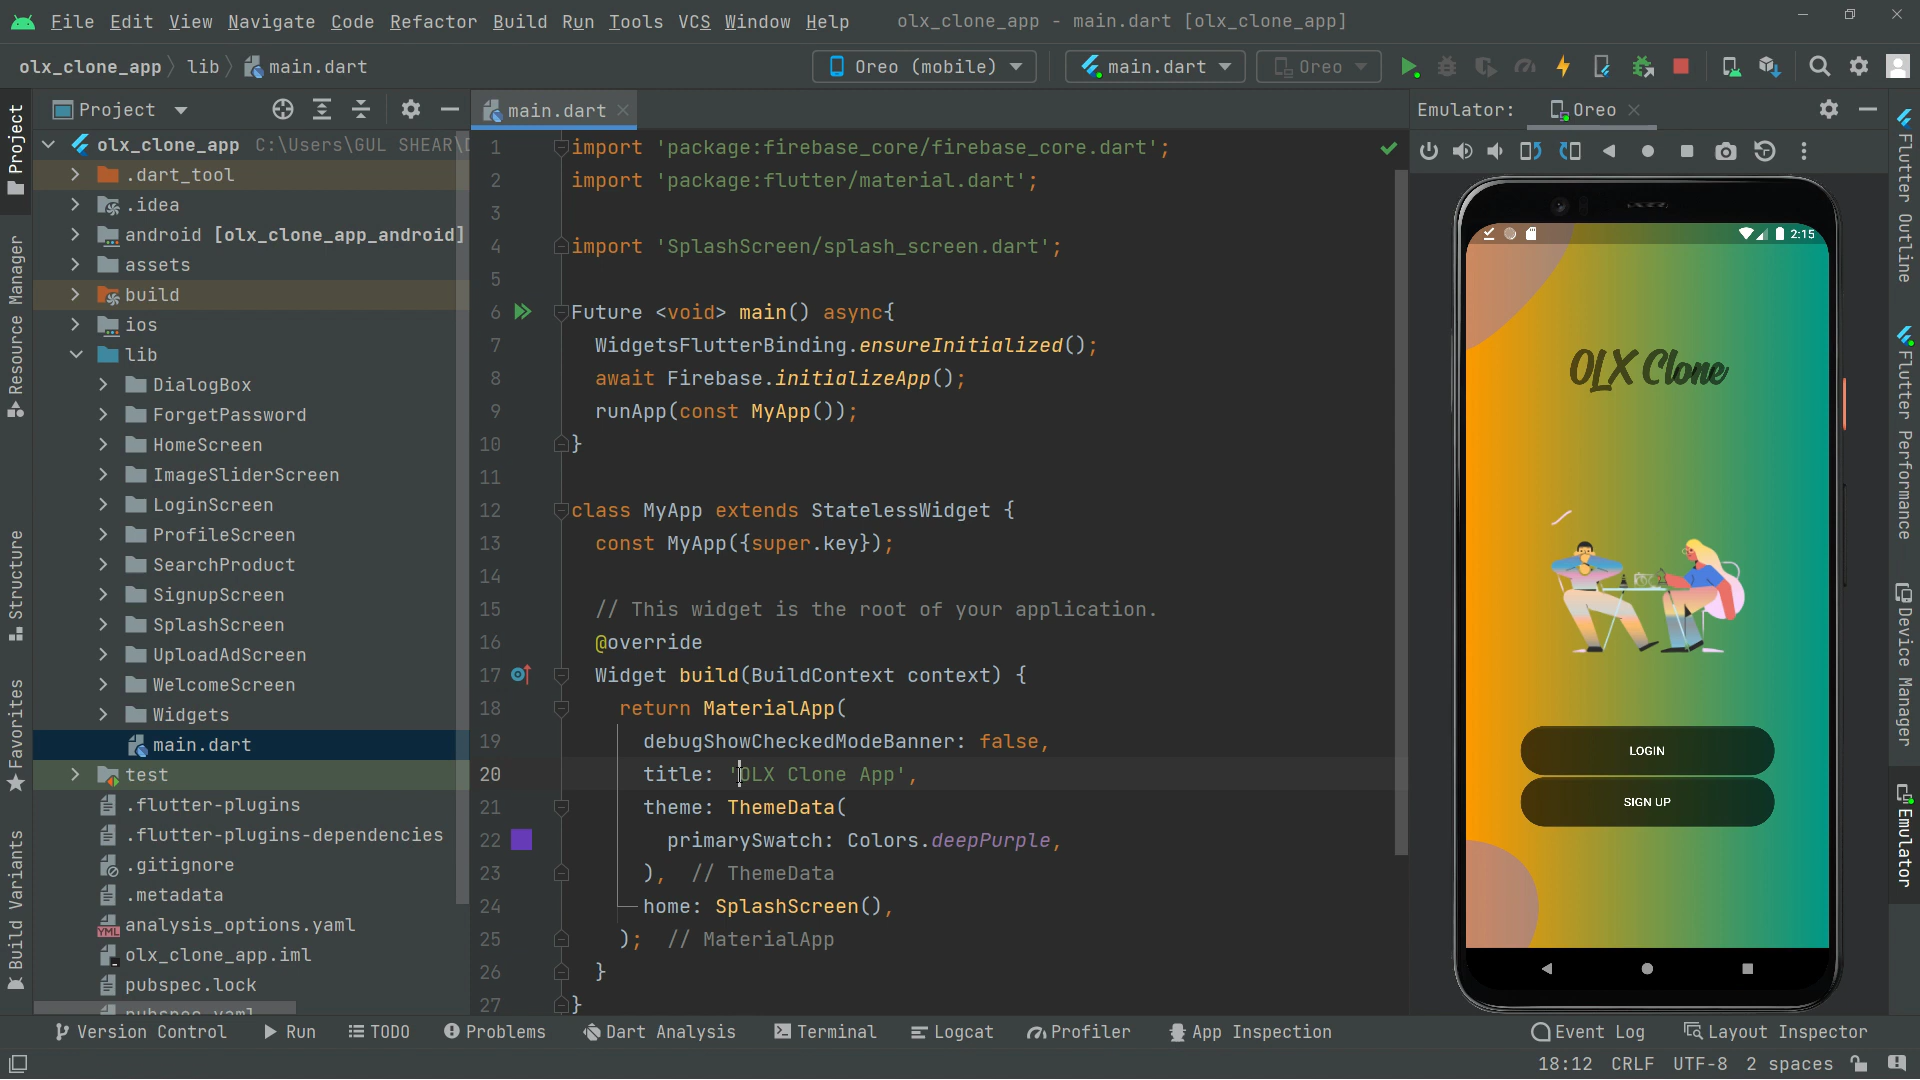 File Edit View Navigate Code Refactor Build Run Tools VCS Window Help olx_clone_app - main.dart [olx_clone_app]
olx_clone_app lib main.dart Oreo (mobile) main.dart Oreo
Project main.dart Emulator: Oreo
olx_clone_app C:\Users\GUL SHEAR\
.dart_tool
.idea
android [olx_clone_app_android]
assets
build
ios
lib
DialogBox
ForgetPassword
HomeScreen
ImageSliderScreen
LoginScreen
ProfileScreen
SearchProduct
SignupScreen
SplashScreen
UploadAdScreen
WelcomeScreen
Widgets
main.dart
test
.flutter-plugins
.flutter-plugins-dependencies
.gitignore
.metadata
analysis_options.yaml
olx_clone_app.iml
pubspec.lock
pubspec.yaml
1 import 'package:firebase_core/firebase_core.dart';
2 import 'package:flutter/material.dart';
3
4 import 'SplashScreen/splash_screen.dart';
5
6 Future <void> main() async{
7 WidgetsFlutterBinding.ensureInitialized();
8 await Firebase.initializeApp();
9 runApp(const MyApp());
10 }
11
12 class MyApp extends StatelessWidget {
13 const MyApp({super.key});
14
15 // This widget is the root of your application.
16 @override
17 Widget build(BuildContext context) {
18 return MaterialApp(
19 debugShowCheckedModeBanner: false,
20 title: 'OLX Clone App',
21 theme: ThemeData(
22 primarySwatch: Colors.deepPurple,
23 ), // ThemeData
24 home: SplashScreen(),
25 ); // MaterialApp
26 }
27 }
2:15
OLX Clone
LOGIN
SIGN UP
Project
Resource Manager
Structure
Favorites
Build Variants
Flutter Outline
Flutter Performance
Device Manager
Emulator
Version Control Run TODO Problems Dart Analysis Terminal Logcat Profiler App Inspection Event Log Layout Inspector
18:12 CRLF UTF-8 2 spaces